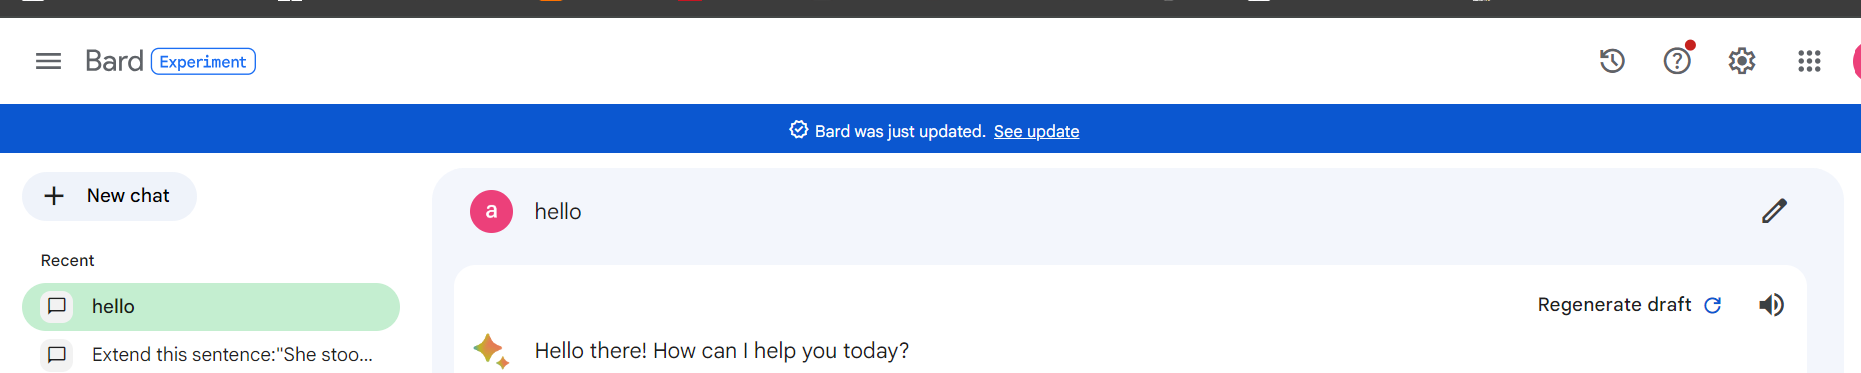 Bard Experiment
Bard was just updated. See update
New chat
Recent
hello
Extend this sentence:"She stoo...
a hello
Regenerate draft
Hello there! How can I help you today?